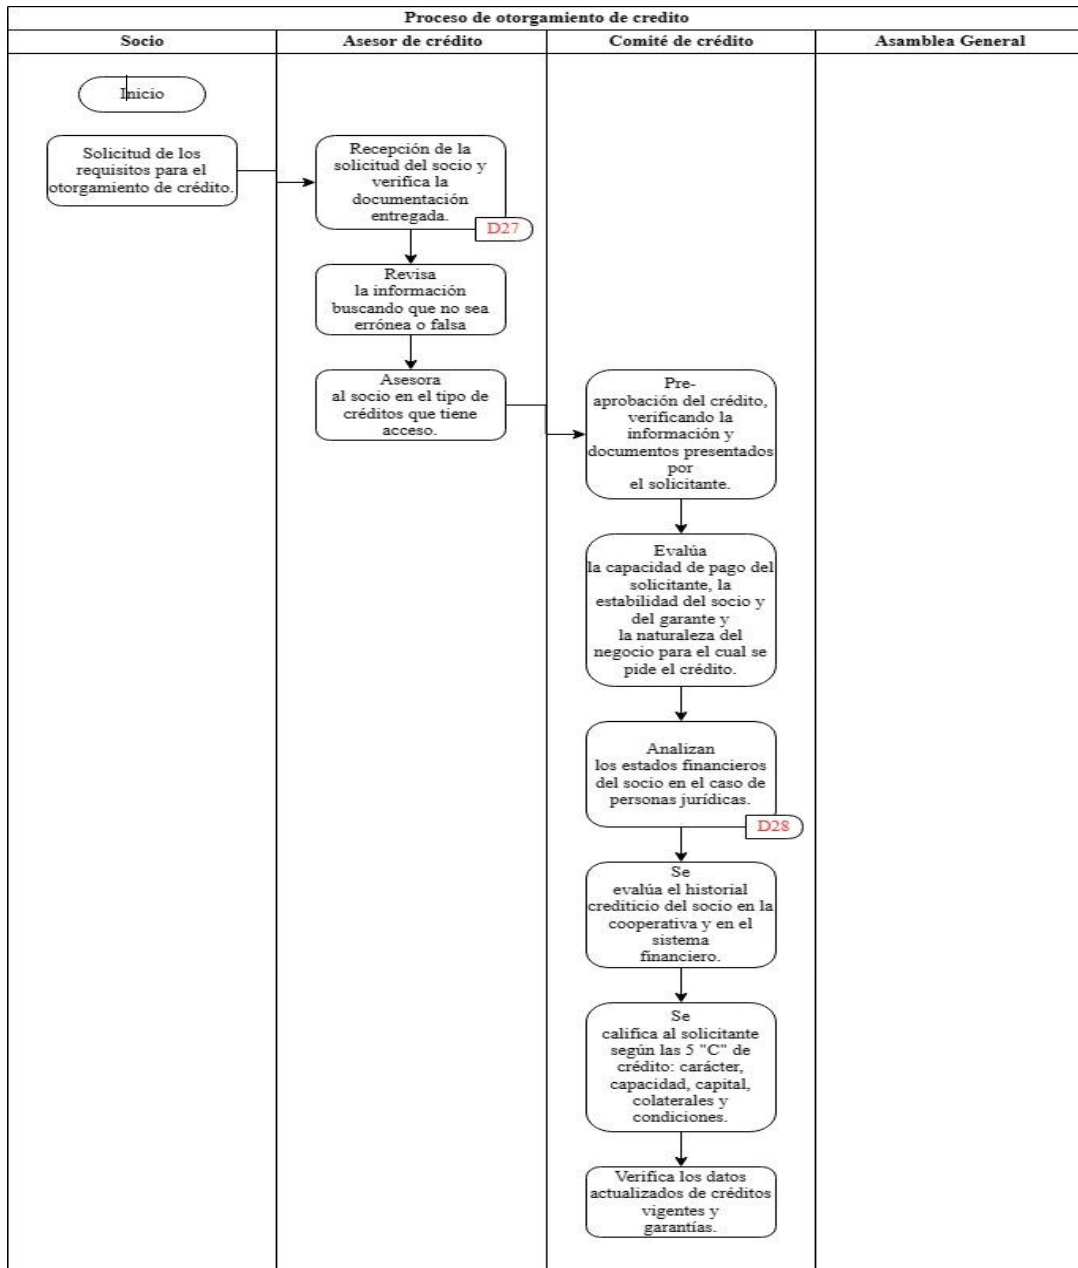 Proceso de otorgamiento de credito
Socio
Asesor de crédito
Comité de crédito
Asamblea General
Inicio
Solicitud de los
requisitos para el
otorgamiento de crédito.
Recepción de la
solicitud del socio y
verifica la
documentación
entregada.
D27
Revisa
la información
buscando que no sea
errónea o falsa
Asesora
al socio en el tipo de
créditos que tiene
acceso.
Pre-
aprobación del crédito,
verificando la
información y
documentos presentados
por
el solicitante.
Evalúa
la capacidad de pago del
solicitante, la
estabilidad del socio y
del garante y
la naturaleza del
negocio para el cual se
pide el crédito.
Analizan
los estados financieros
del socio en el caso de
personas jurídicas.
D28
Se
evalúa el historial
crediticio del socio en la
cooperativa y en el
sistema
financiero.
Se
califica al solicitante
según las 5 "C" de
crédito: carácter,
capacidad, capital,
colaterales y
condiciones.
Verifica los datos
actualizados de créditos
vigentes y
garantías.